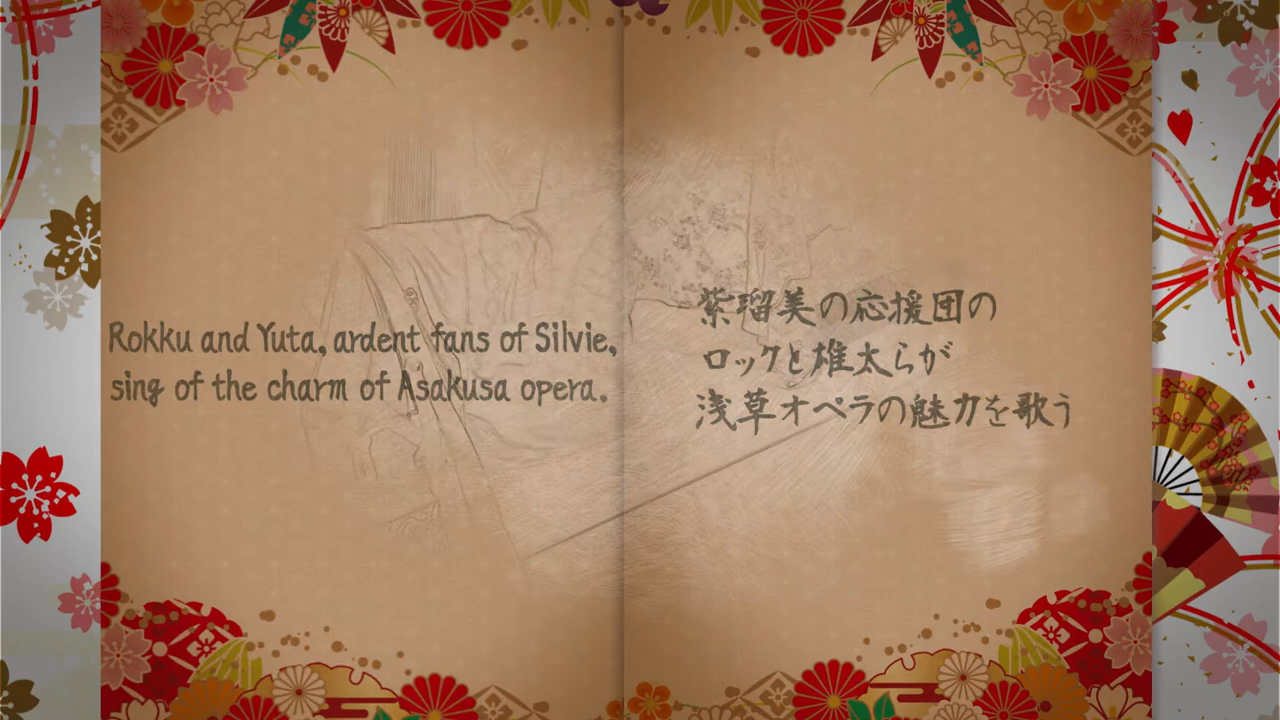 Rokku and Yuta, ardent fans of Silvie,
sing of the charm of Asakusa opera.
紫瑠美の応援団の
ロックと雄太らが
浅草オペラの魅力を歌う